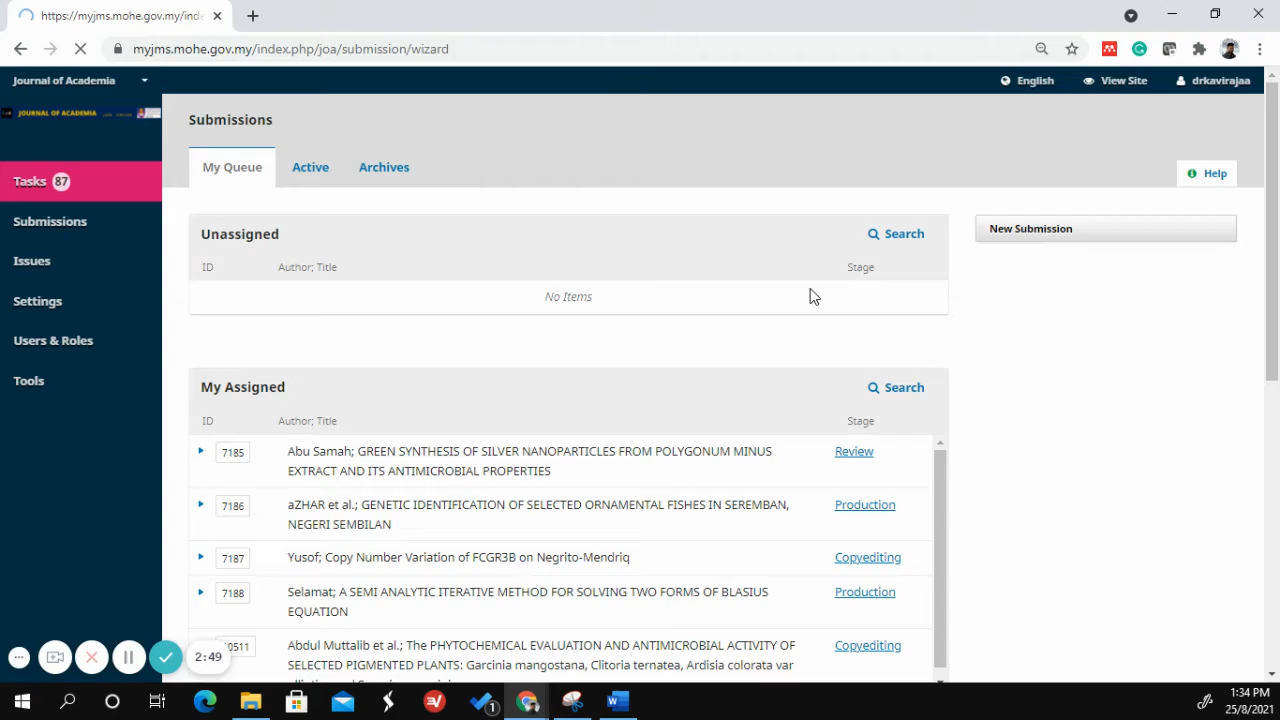 https://myjms.mohe.gov.my/ind
myjms.mohe.gov.my/index.php/joa/submission/wizard
Journal of Academia
English
View Site
drkavirajaa
JOURNAL OF ACADEMIA
Submissions
Tasks 87
Submissions
Issues
Settings
Users & Roles
Tools
My Queue
Active
Archives
Help
Unassigned
Search
ID
Author; Title
Stage
No Items
New Submission
My Assigned
Search
ID
Author; Title
Stage
7185
Abu Samah; GREEN SYNTHESIS OF SILVER NANOPARTICLES FROM POLYGONUM MINUS
EXTRACT AND ITS ANTIMICROBIAL PROPERTIES
Review
7186
aZHAR et al.; GENETIC IDENTIFICATION OF SELECTED ORNAMENTAL FISHES IN SEREMBAN,
NEGERI SEMBILAN
Production
7187
Yusof; Copy Number Variation of FCGR3B on Negrito-Mendriq
Copyediting
7188
Selamat; A SEMI ANALYTIC ITERATIVE METHOD FOR SOLVING TWO FORMS OF BLASIUS
EQUATION
Production
0511
Abdul Muttalib et al.; The PHYTOCHEMICAL EVALUATION AND ANTIMICROBIAL ACTIVITY OF
SELECTED PIGMENTED PLANTS: Garcinia mangostana, Clitoria ternatea, Ardisia colorata var
Copyediting
2:49
1
1:34 PM
25/8/2021